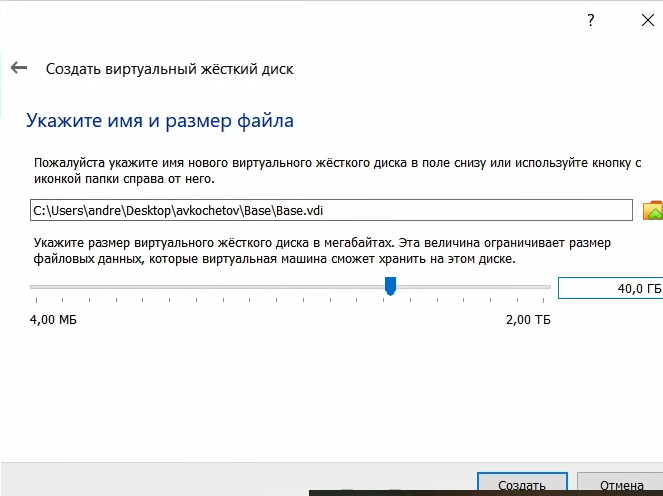 ?
Создать виртуальный жёсткий диск
Укажите имя и размер файла
Пожалуйста укажите имя нового виртуального жёсткого диска в поле снизу или используйте кнопку с
иконкой папки справа от него.
C:\Users\andre\Desktop\avkochetov\Base\Base.vdi
Укажите размер виртуального жёсткого диска в мегабайтах. Эта величина ограничивает размер
файловых данных, которые виртуальная машина сможет хранить на этом диске.
40,0 ГБ
4,00 МБ 2,00 ТБ
Создать Отмена